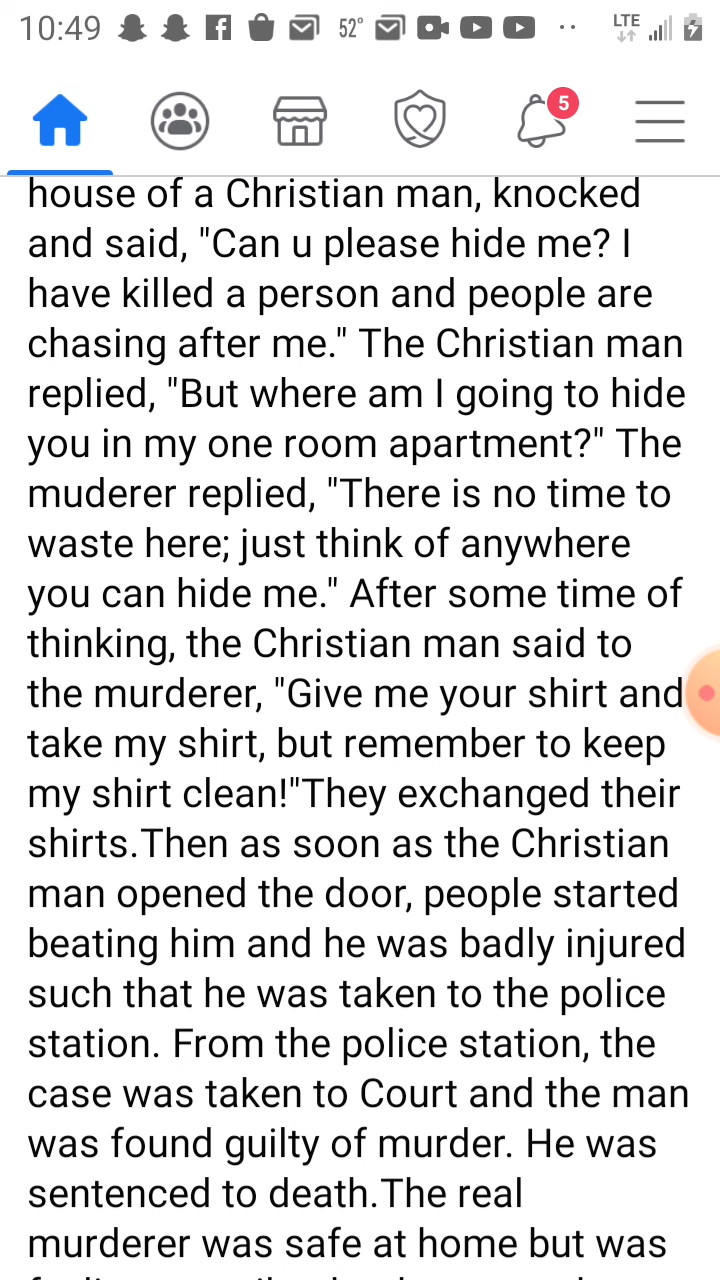 10:49 52° LTE
5
house of a Christian man, knocked
and said, "Can u please hide me? I
have killed a person and people are
chasing after me." The Christian man
replied, "But where am I going to hide
you in my one room apartment?" The
muderer replied, "There is no time to
waste here; just think of anywhere
you can hide me." After some time of
thinking, the Christian man said to
the murderer, "Give me your shirt and
take my shirt, but remember to keep
my shirt clean!"They exchanged their
shirts.Then as soon as the Christian
man opened the door, people started
beating him and he was badly injured
such that he was taken to the police
station. From the police station, the
case was taken to Court and the man
was found guilty of murder. He was
sentenced to death.The real
murderer was safe at home but was